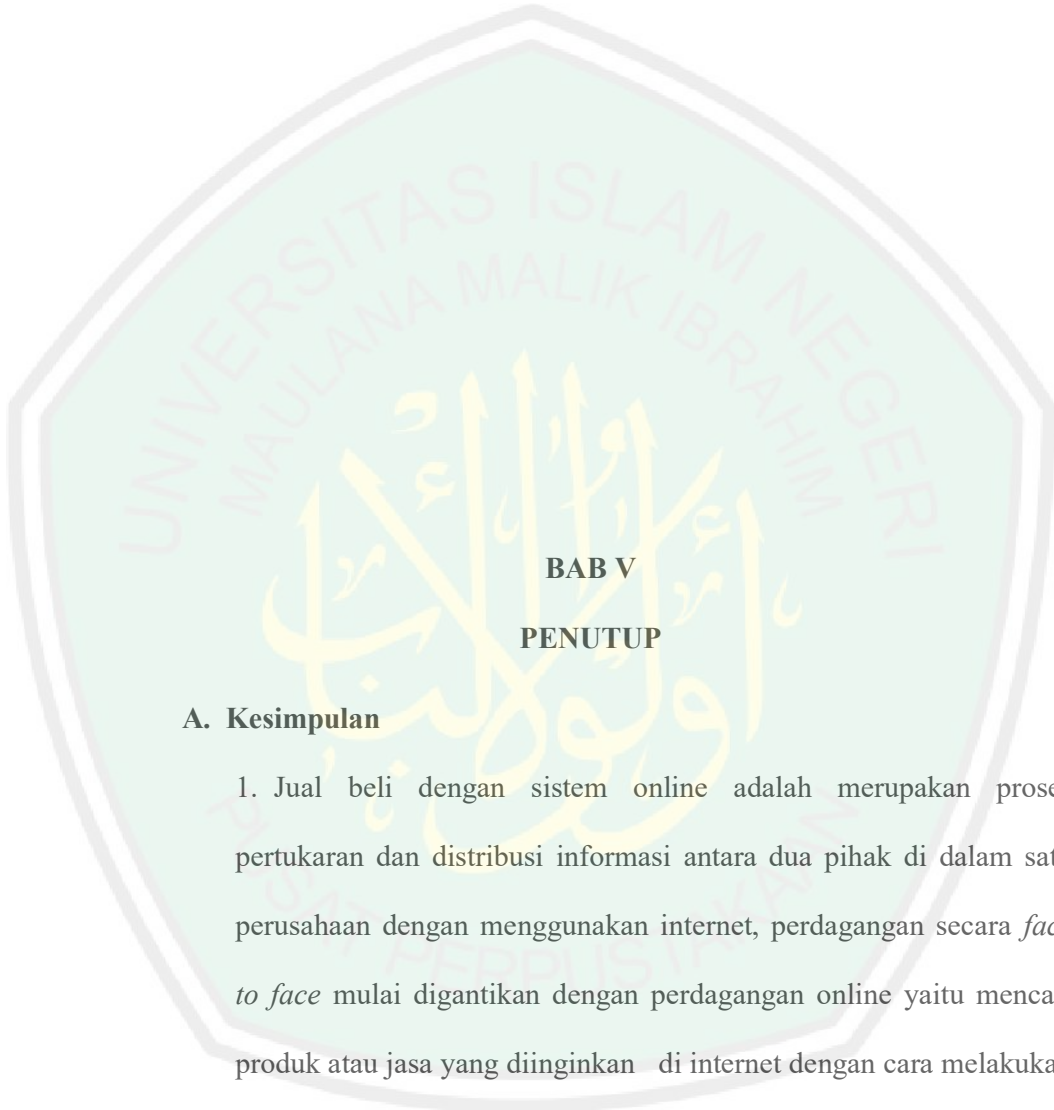 UNIVERSITAS ISLAM NEGERI
MAULANA MALIK IBRAHIM
BAB V
PENUTUP
A. Kesimpulan
1. Jual beli dengan sistem online adalah merupakan prose
pertukaran dan distribusi informasi antara dua pihak di dalam sat
perusahaan dengan menggunakan internet, perdagangan secara fac
to face mulai digantikan dengan perdagangan online yaitu menca
produk atau jasa yang diinginkan di internet dengan cara melakuka
PUSAT PERPUSTAKAAN